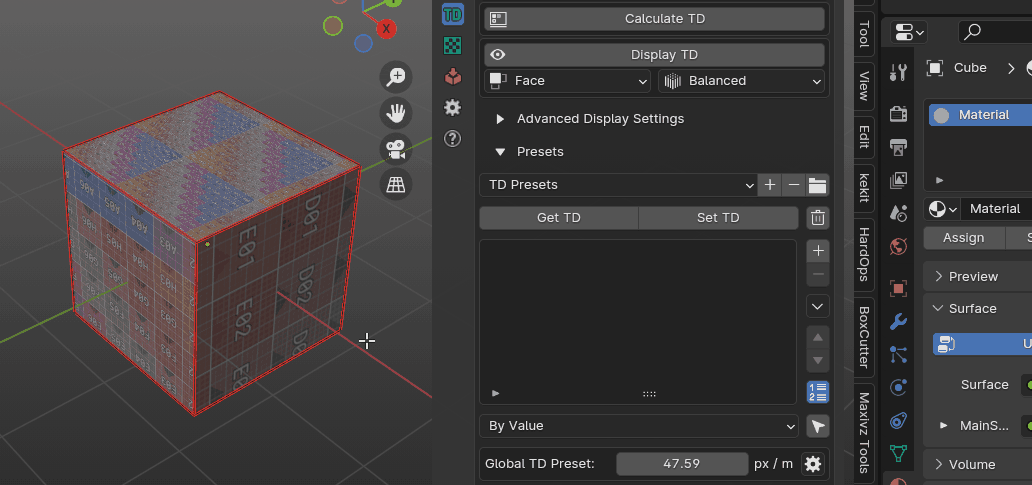 X
TD
Calculate TD
Display TD
Face
Balanced
Advanced Display Settings
Presets
TD Presets
Get TD
Set TD
By Value
Global TD Preset:
47.59
px / m
Tool
View
Edit
kekit
HardOps
BoxCutter
Maxivz Tools
Cube
Material
Material
Assign
S
Preview
Surface
U
Surface
MainS...
Volume
D01
E01
D02
E02